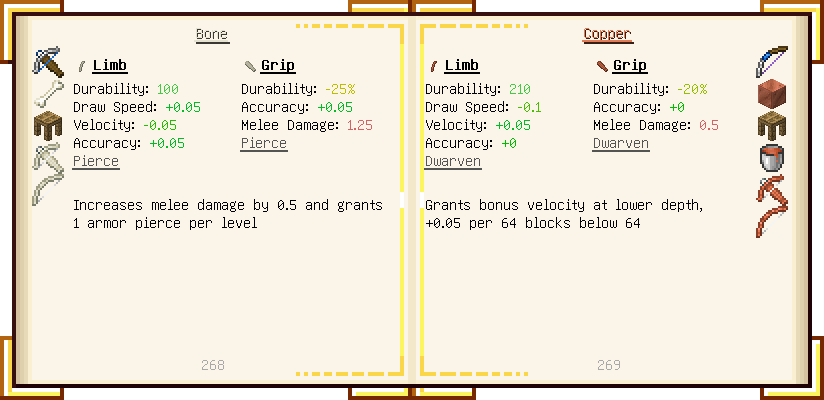 Bone
Limb
Durability: 100
Draw Speed: +0.05
Velocity: -0.05
Accuracy: +0.05
Pierce
Grip
Durability: -25%
Accuracy: +0.05
Melee Damage: 1.25
Pierce
Increases melee damage by 0.5 and grants
1 armor pierce per level
268
Copper
Limb
Durability: 210
Draw Speed: -0.1
Velocity: +0.05
Accuracy: +0
Dwarven
Grip
Durability: -20%
Accuracy: +0
Melee Damage: 0.5
Dwarven
Grants bonus velocity at lower depth,
+0.05 per 64 blocks below 64
269